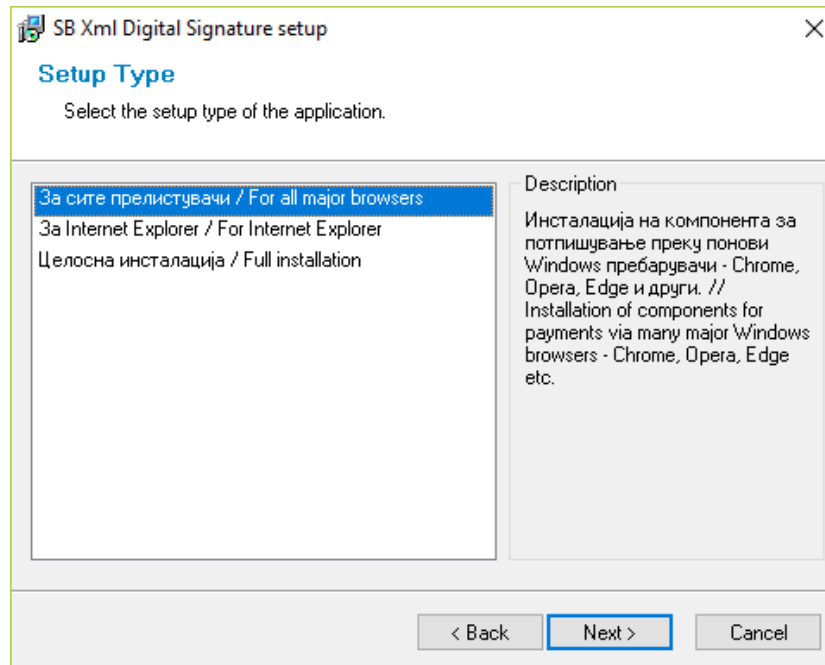 SB Xml Digital Signature setup
Setup Type
Select the setup type of the application.
За сите прелистувачи / For all major browsers
За Internet Explorer / For Internet Explorer
Целосна инсталација / Full installation
Description
Инсталација на компонента за
потпишување преку понови
Windows пребарувачи - Chrome,
Opera, Edge и други. //
Installation of components for
payments via many major Windows
browsers - Chrome, Opera, Edge
etc.
< Back
Next >
Cancel